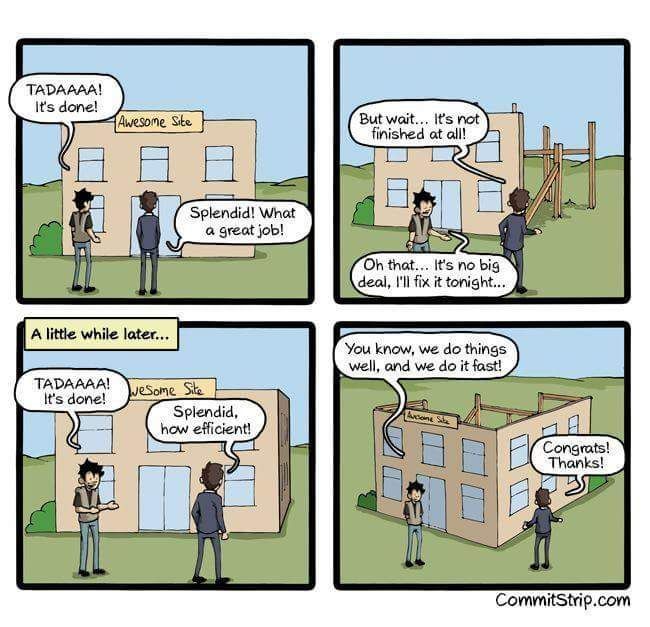 TADAAAA!
It's done!
Awesome Site
Splendid! What
a great job!
But wait... It's not
finished at all!
Oh that... It's no big
deal, I'll fix it tonight...
A little while later...
TADAAAA!
It's done!
wesome Site
Splendid,
how efficient!
You know, we do things
well, and we do it fast!
Awesome Site
Congrats!
Thanks!
CommitStrip.com